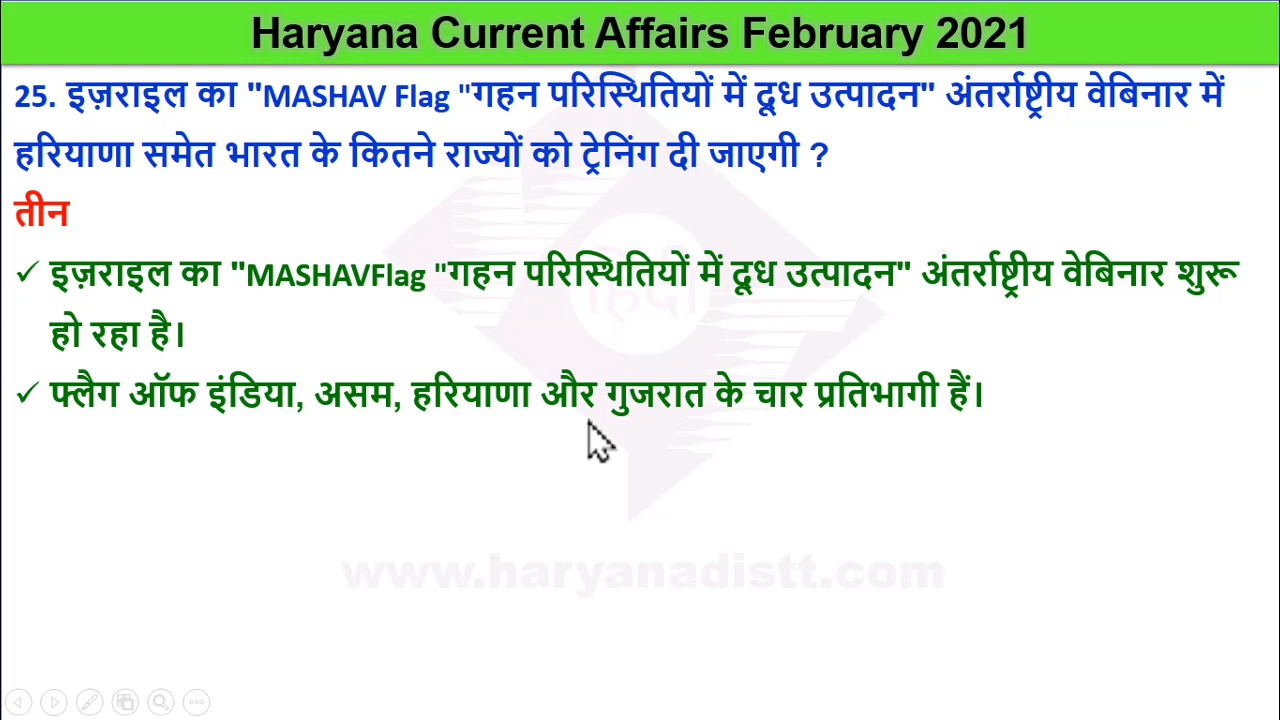 Haryana Current Affairs February 2021
25. इज़राइल का "MASHAV Flag "गहन परिस्थितियों में दूध उत्पादन" अंतर्राष्ट्रीय वेबिनार में
हरियाणा समेत भारत के कितने राज्यों को ट्रेनिंग दी जाएगी ?
तीन
✓ इज़राइल का "MASHAVFlag "गहन परिस्थितियों में दूध उत्पादन" अंतर्राष्ट्रीय वेबिनार शुरू
हो रहा है।
✓ फ्लैग ऑफ इंडिया, असम, हरियाणा और गुजरात के चार प्रतिभागी हैं।
हिंदी
www.haryanadistt.com